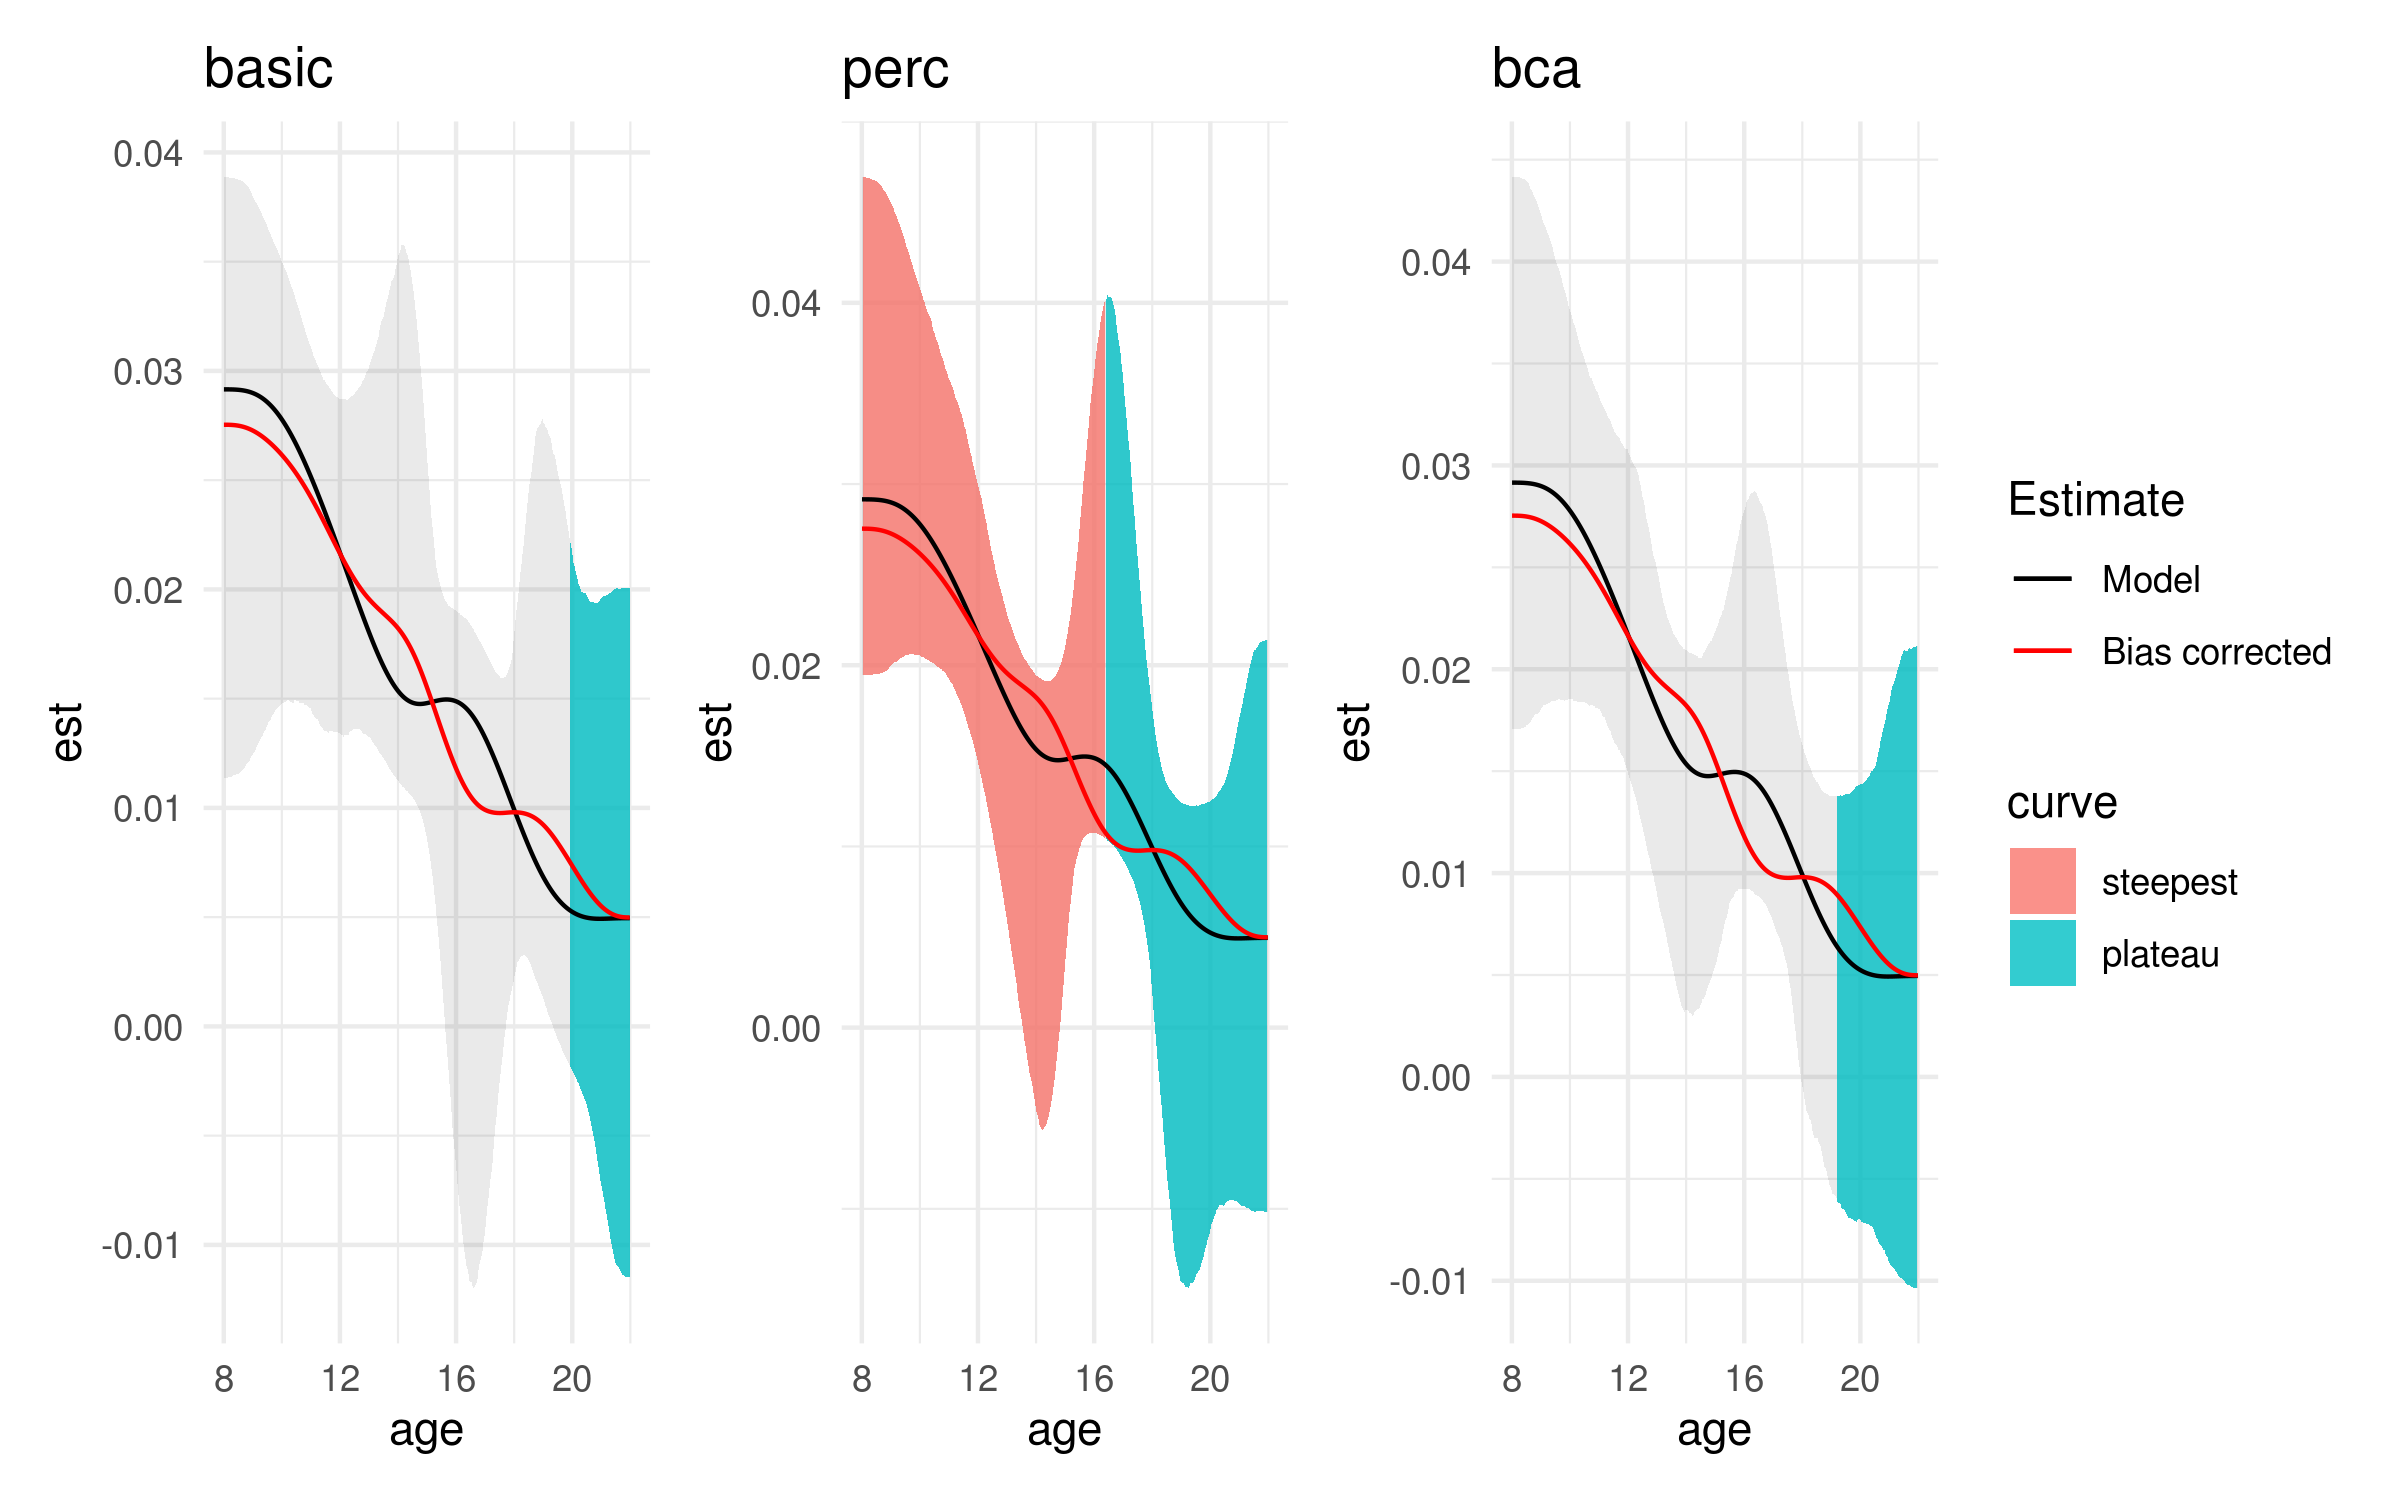 basic
perc
bca
0.04
0.03
0.02
0.01
0.00
-0.01
est
8 12 16 20
age
0.04
0.02
0.00
est
8 12 16 20
age
0.04
0.03
0.02
0.01
0.00
-0.01
est
8 12 16 20
age
Estimate
Model
Bias corrected
curve
steepest
plateau